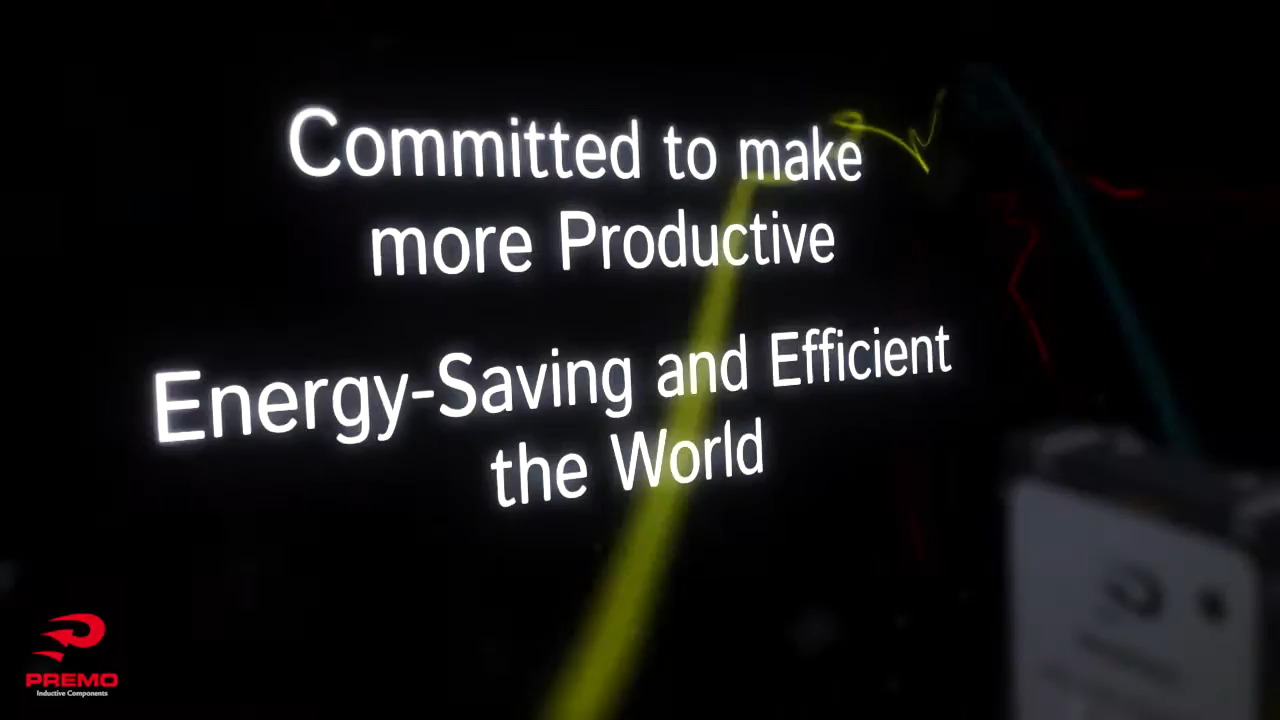 Committed to make
more Productive
Energy-Saving and Efficient
the World
PREMO
Inductive Components